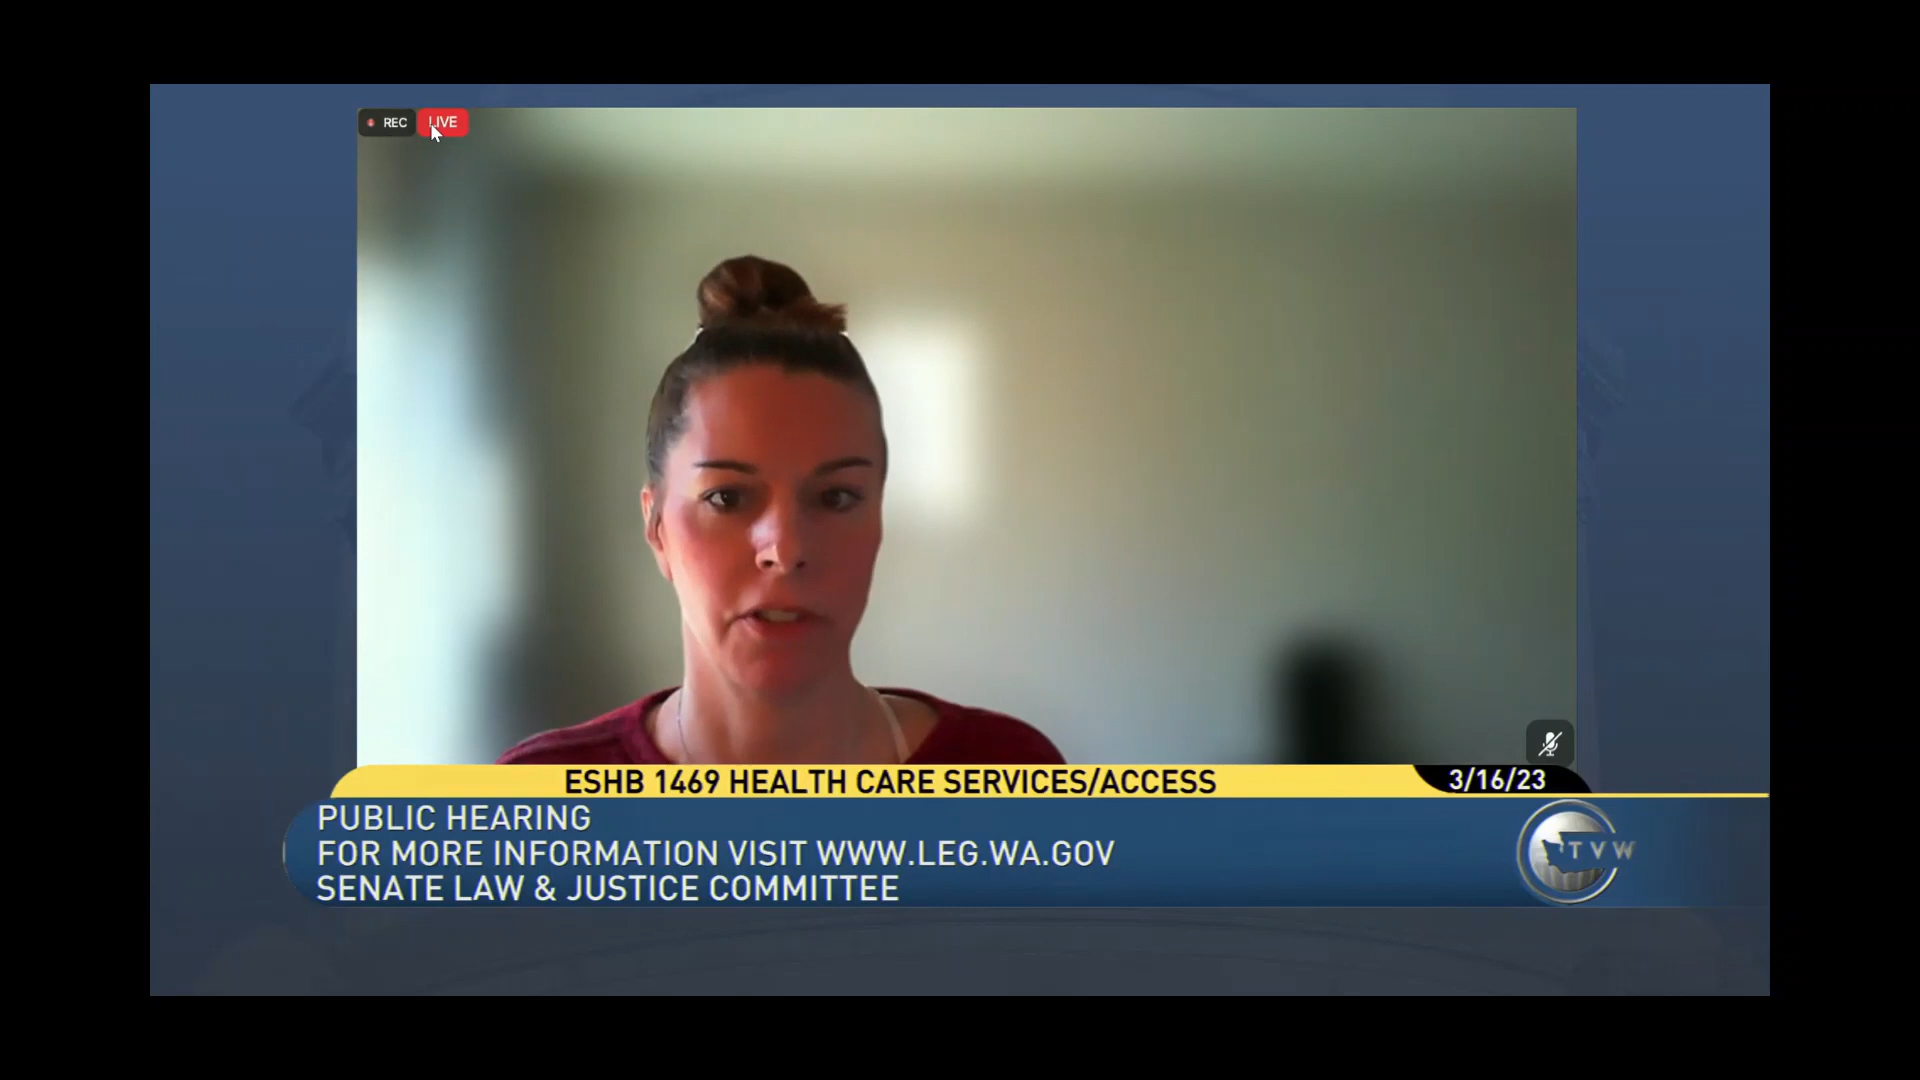 REC
LIVE
ESHB 1469 HEALTH CARE SERVICES/ACCESS
3/16/23
PUBLIC HEARING
FOR MORE INFORMATION VISIT WWW.LEG.WA.GOV
SENATE LAW & JUSTICE COMMITTEE
TVW